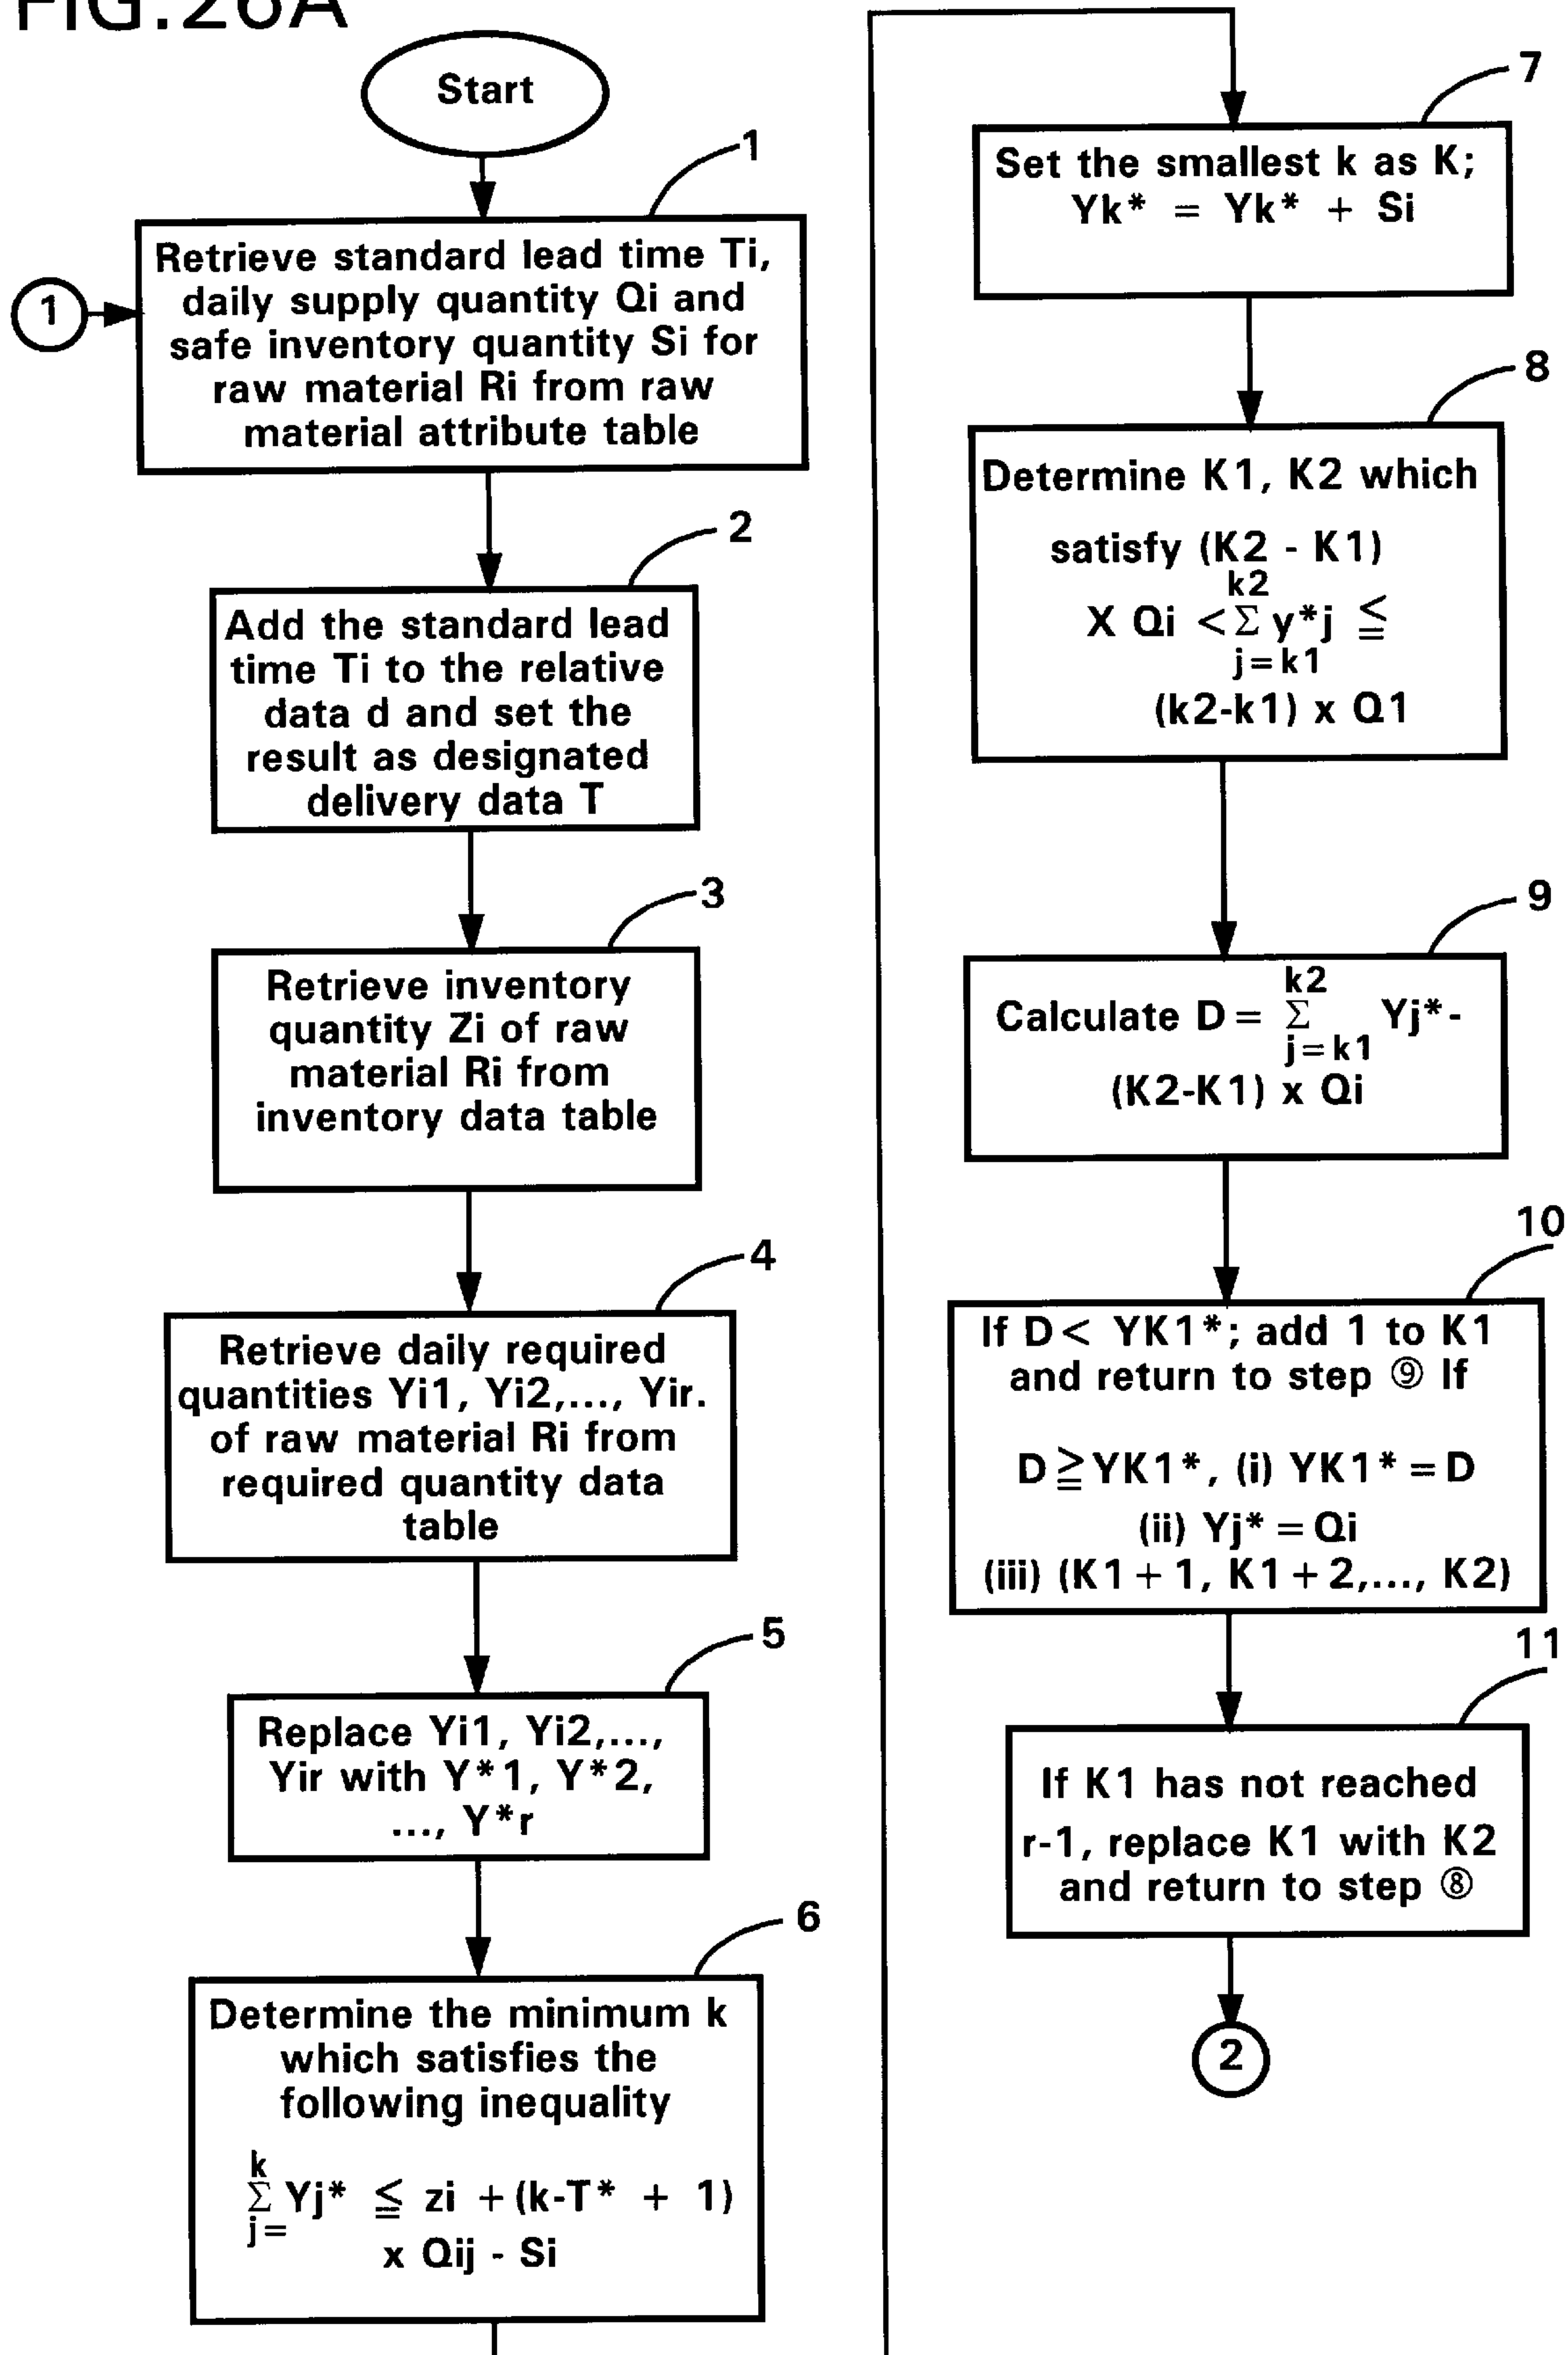 FIG.26A
Start
1
1
Retrieve standard lead time Ti,
daily supply quantity Qi and
safe inventory quantity Si for
raw material Ri from raw
material attribute table
2
Add the standard lead
time Ti to the relative
data d and set the
result as designated
delivery data T
3
Retrieve inventory
quantity Zi of raw
material Ri from
inventory data table
4
Retrieve daily required
quantities Yi1, Yi2,..., Yir.
of raw material Ri from
required quantity data
table
5
Replace Yi1, Yi2,...,
Yir with Y*1, Y*2,
..., Y*r
6
Determine the minimum k
which satisfies the
following inequality
k
Σ Yj* ≦ zi + (k-T* + 1)
j=
x Qij - Si
7
Set the smallest k as K;
Yk* = Yk* + Si
8
Determine K1, K2 which
satisfy (K2 - K1)
k2
X Qi < Σ y*j ≦
j=k1
(k2-k1) x Q1
9
k2
Calculate D = Σ Yj* -
j=k1
(K2-K1) x Qi
10
If D < YK1*; add 1 to K1
and return to step ⑨ If
D ≧ YK1*, (i) YK1* = D
(ii) Yj* = Qi
(iii) (K1 + 1, K1 + 2,..., K2)
11
If K1 has not reached
r-1, replace K1 with K2
and return to step ⑧
2